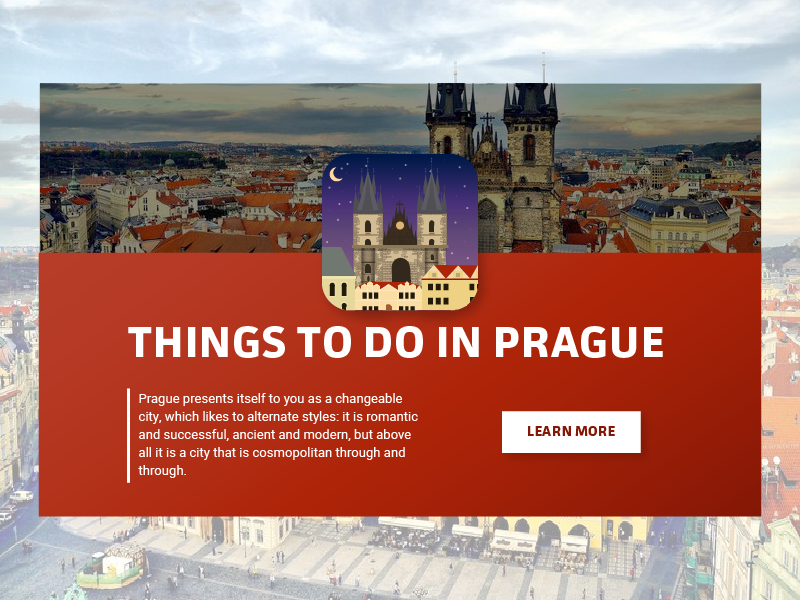 THINGS TO DO IN PRAGUE
Prague presents itself to you as a changeable
city, which likes to alternate styles: it is romantic
and successful, ancient and modern, but above
all it is a city that is cosmopolitan through and
through.
LEARN MORE